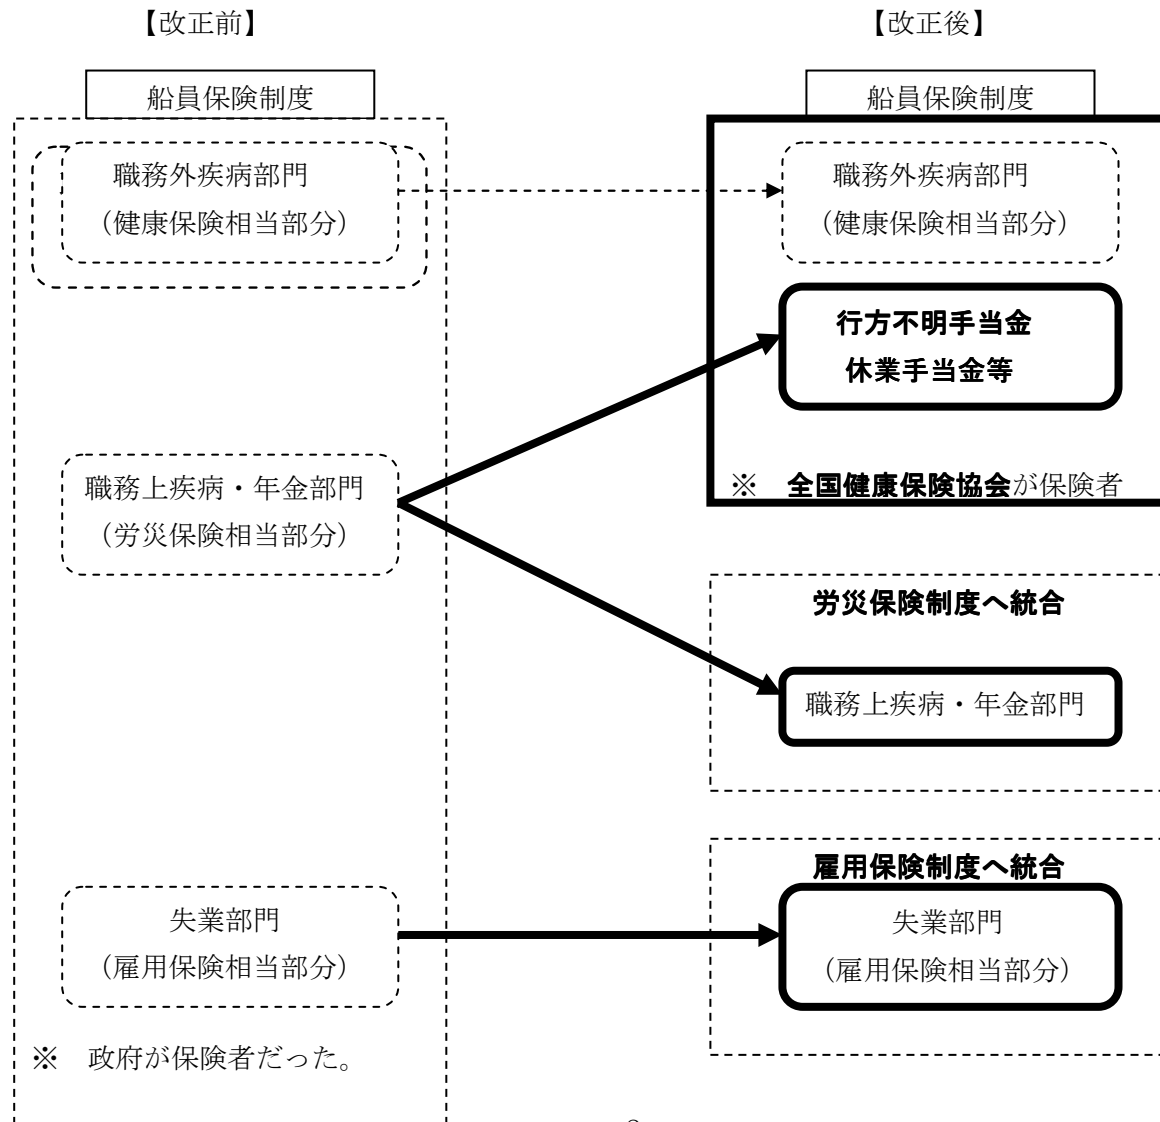 【改正前】
船員保険制度
職務外疾病部門
（健康保険相当部分）
職務上疾病・年金部門
（労災保険相当部分）
失業部門
（雇用保険相当部分）
※　政府が保険者だった。
【改正後】
船員保険制度
職務外疾病部門
（健康保険相当部分）
行方不明手当金
休業手当金等
※　全国健康保険協会が保険者
労災保険制度へ統合
職務上疾病・年金部門
雇用保険制度へ統合
失業部門
（雇用保険相当部分）